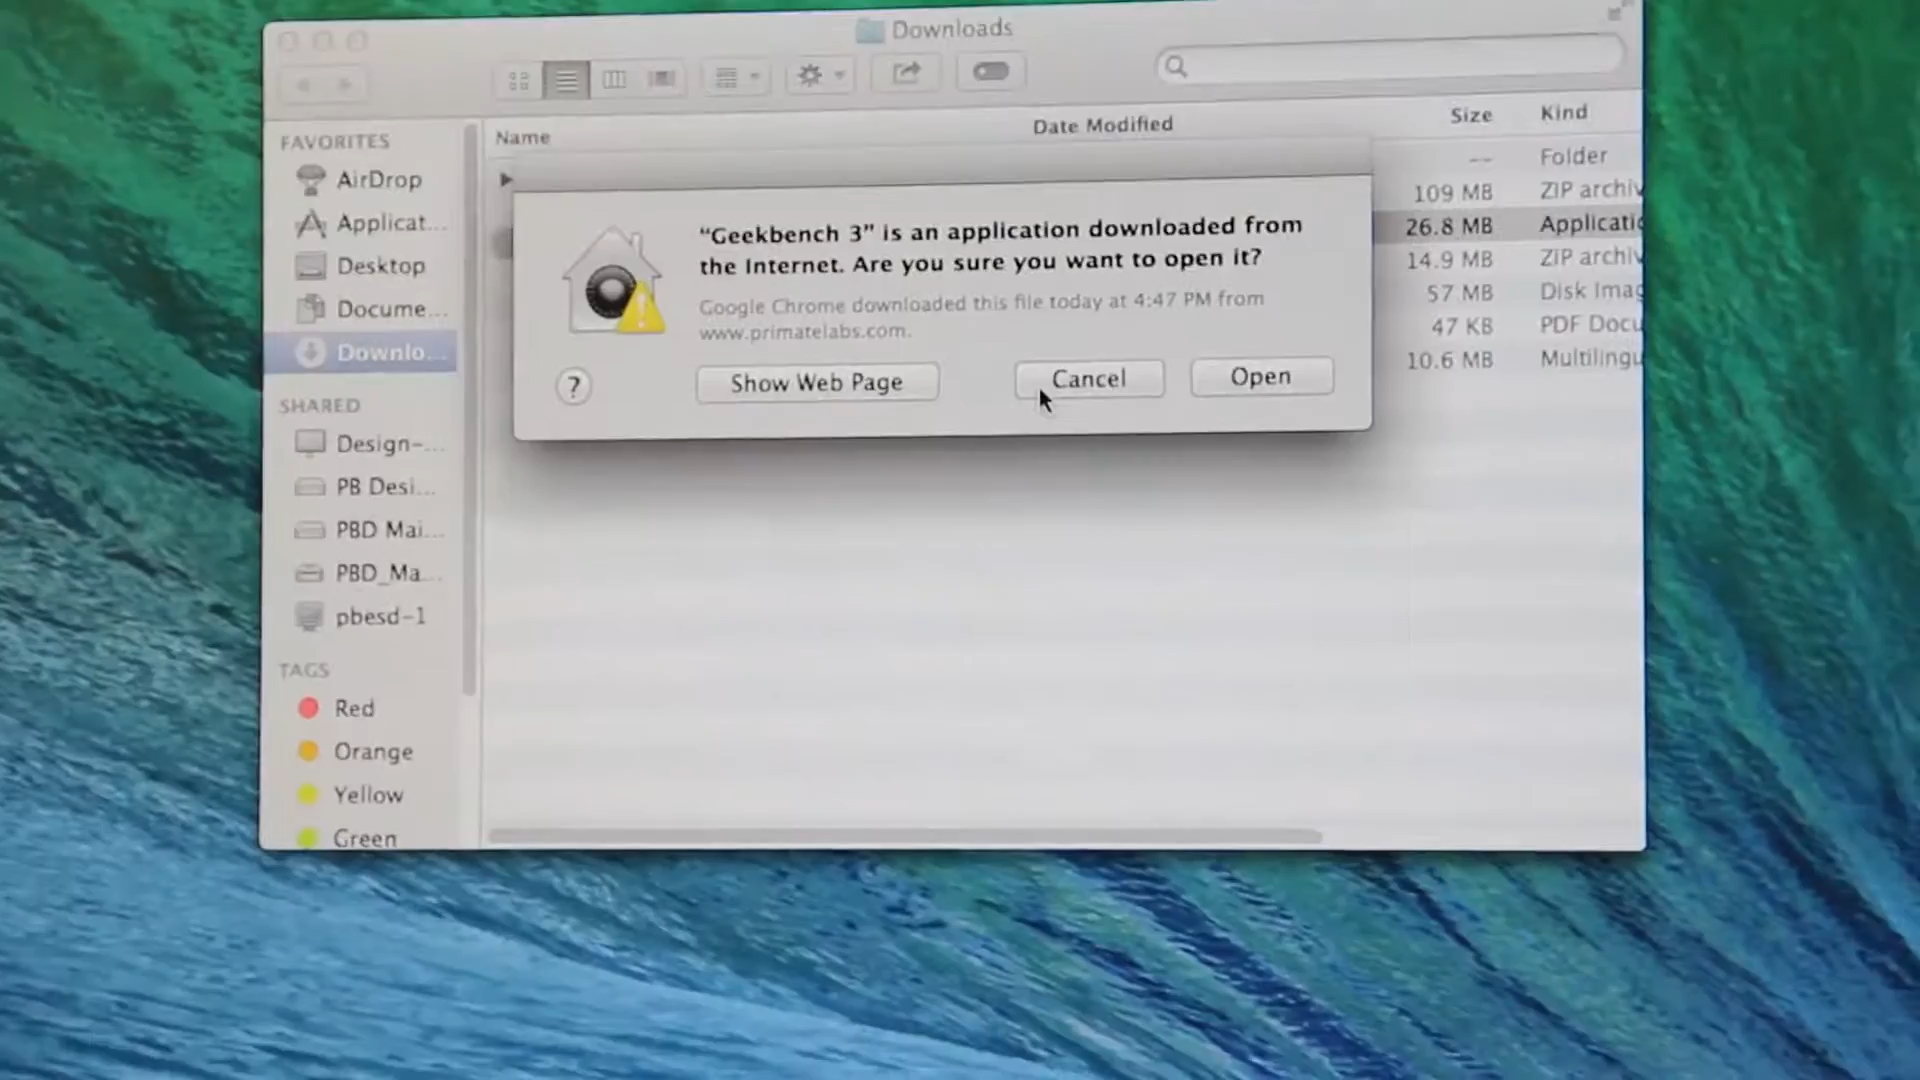 Downloads
Name
Date Modified
Size
Kind
FAVORITES
AirDrop
Applicat...
Desktop
Docume...
Downlo...
SHARED
Design-...
PB Desi...
PBD Mai...
PBD_Ma...
pbesd-1
TAGS
Red
Orange
Yellow
Green
“Geekbench 3” is an application downloaded from
the Internet. Are you sure you want to open it?
Google Chrome downloaded this file today at 4:47 PM from
www.primatelabs.com.
?
Show Web Page
Cancel
Open
-- Folder
109 MB ZIP archiv
26.8 MB Applicatio
14.9 MB ZIP archiv
57 MB Disk Imag
47 KB PDF Docu
10.6 MB Multilingu